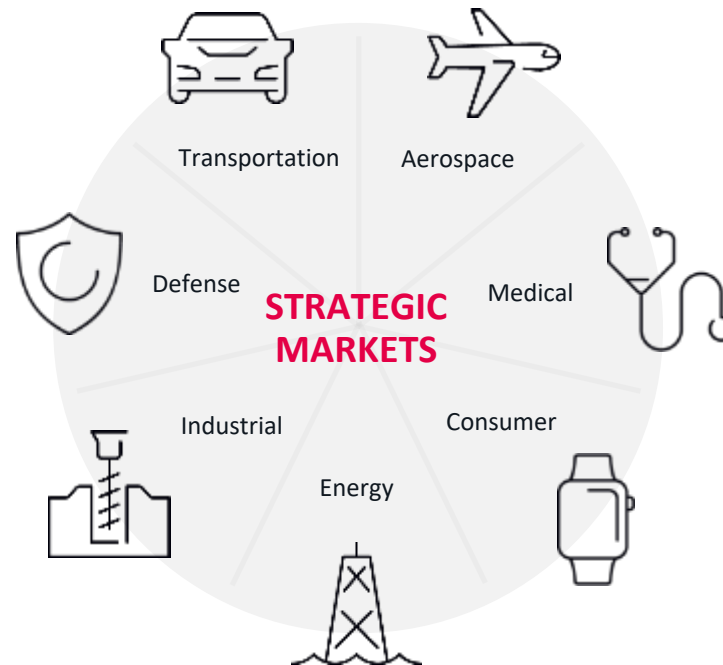 Transportation
Aerospace
Defense
Medical
STRATEGIC
MARKETS
Industrial
Consumer
Energy